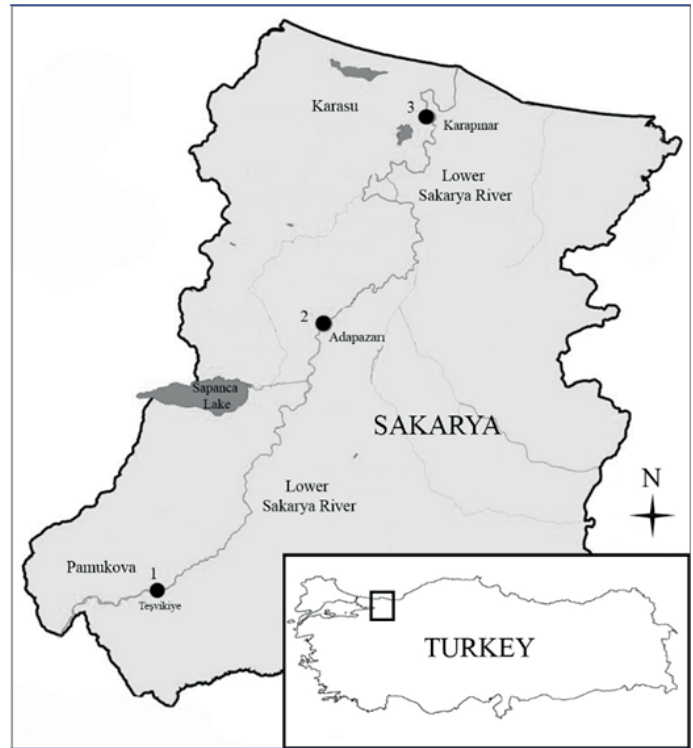 Karasu
3
Karapınar
Lower
Sakarya River
2
Adapazarı
Sapanca
Lake
SAKARYA
N
Lower
Sakarya River
Pamukova
1
Teşvikiye
TURKEY